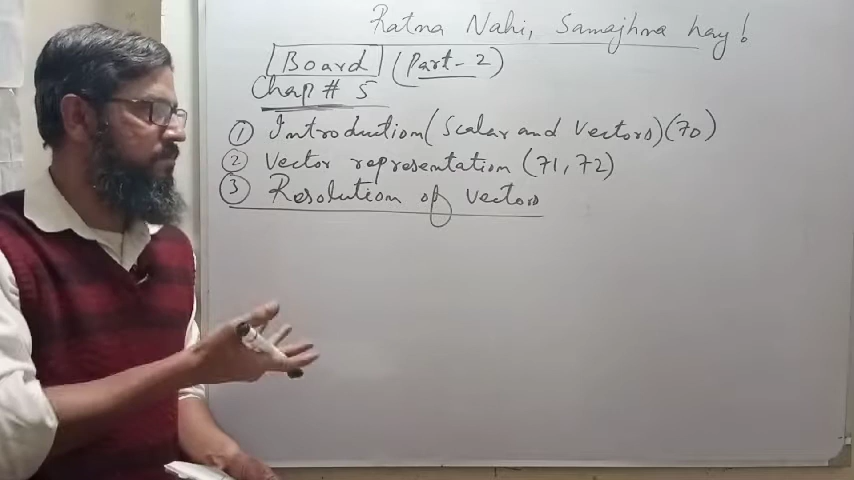 Ratna Nahi, Samajhna hay!
Board (Part-2)
Chap # 5
① Introduction (Scalar and Vectors) (70)
② Vector representation (71, 72)
③ Resolution of vectors